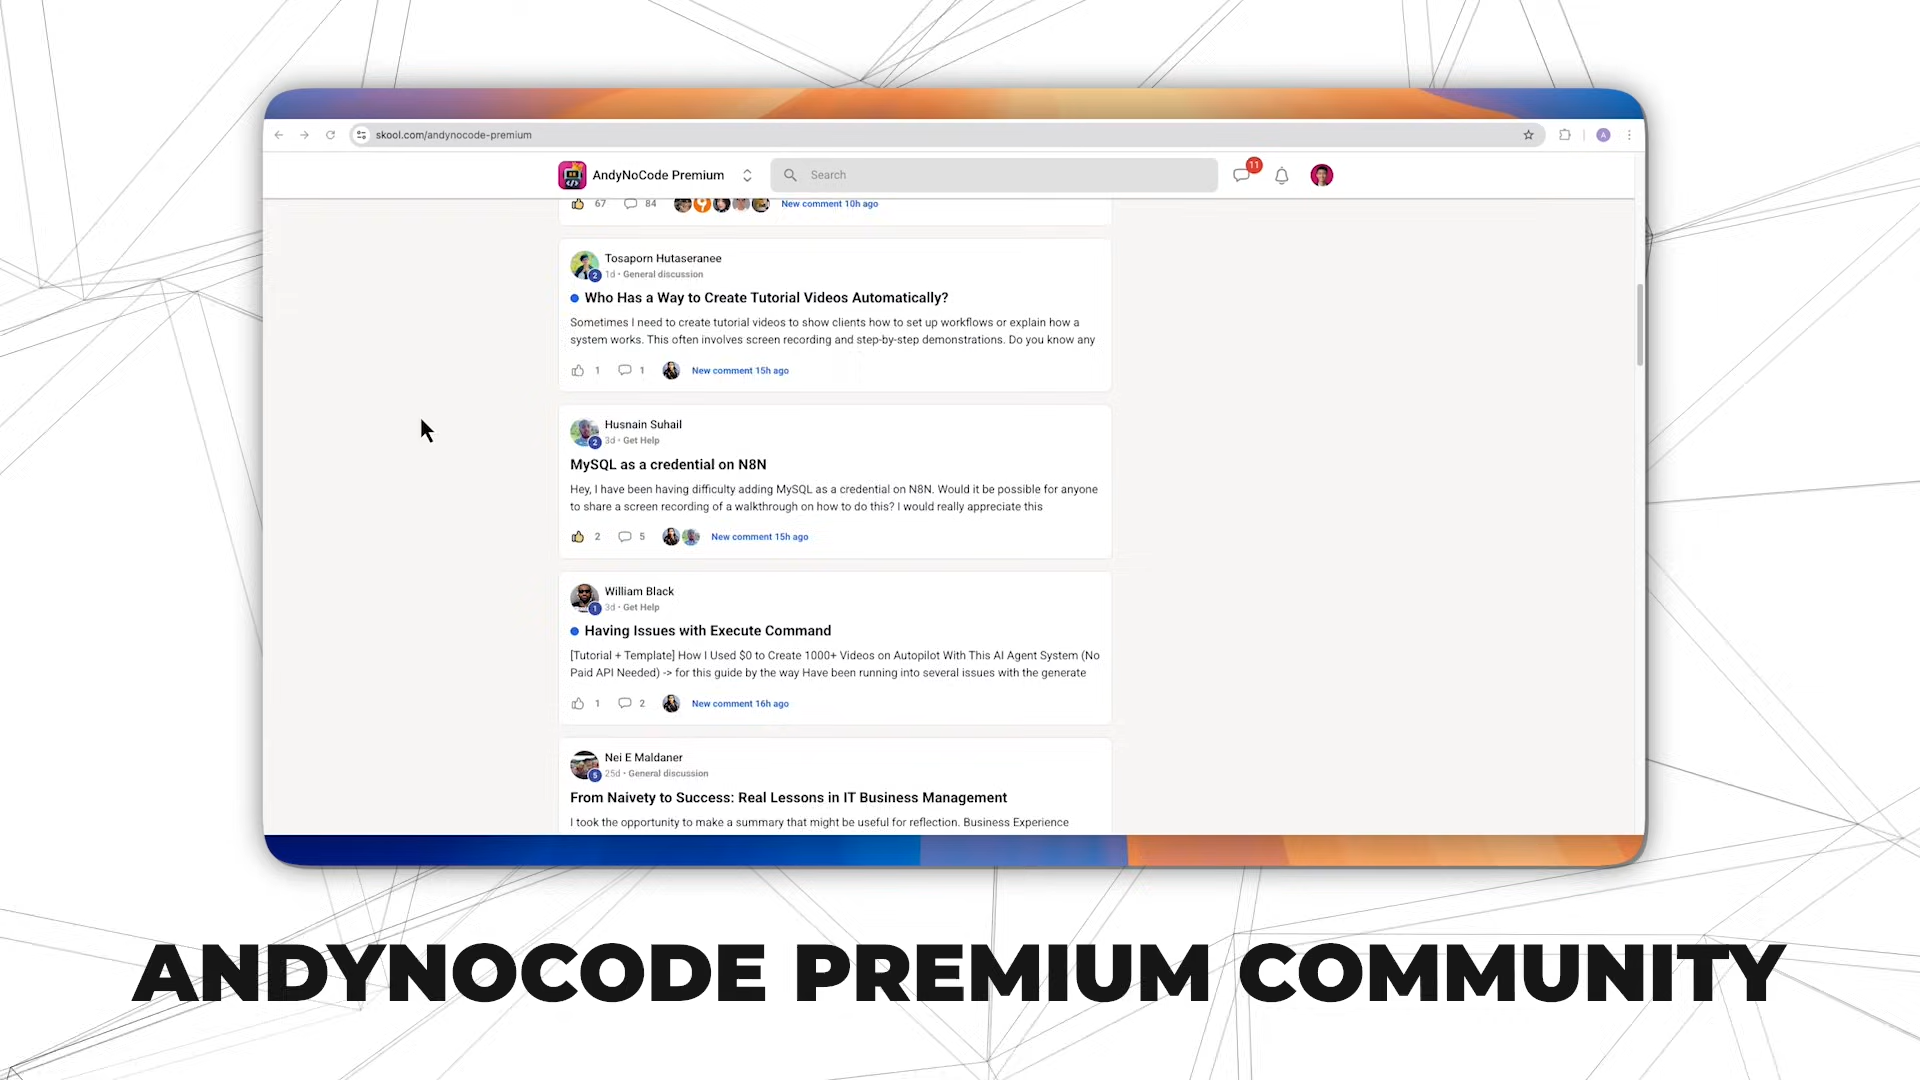 skool.com/andynocode-premium
A
AndyNoCode Premium
Search
11
67 84 New comment 10h ago
Tosaporn Hutaseranee
2 1d • General discussion
Who Has a Way to Create Tutorial Videos Automatically?
Sometimes I need to create tutorial videos to show clients how to set up workflows or explain how a
system works. This often involves screen recording and step-by-step demonstrations. Do you know any
1 1 New comment 15h ago
Husnain Suhail
2 3d • Get Help
MySQL as a credential on N8N
Hey, I have been having difficulty adding MySQL as a credential on N8N. Would it be possible for anyone
to share a screen recording of a walkthrough on how to do this? I would really appreciate this
2 5 New comment 15h ago
William Black
1 3d • Get Help
Having Issues with Execute Command
[Tutorial + Template] How I Used $0 to Create 1000+ Videos on Autopilot With This AI Agent System (No
Paid API Needed) -> for this guide by the way Have been running into several issues with the generate
1 2 New comment 16h ago
Nei E Maldaner
5 25d • General discussion
From Naivety to Success: Real Lessons in IT Business Management
I took the opportunity to make a summary that might be useful for reflection. Business Experience
ANDYNOCODE PREMIUM COMMUNITY